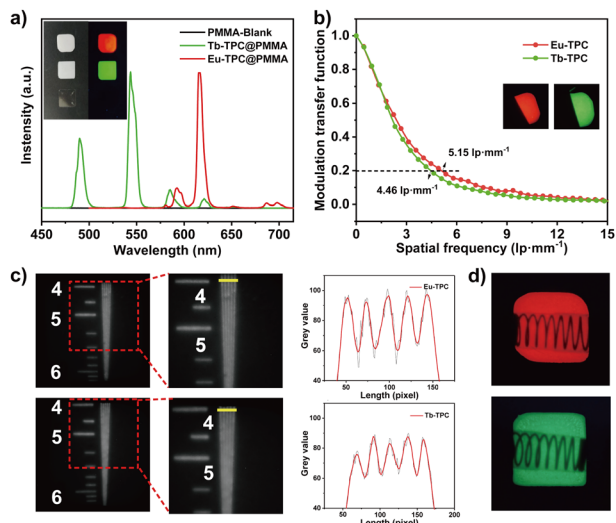 a)
PMMA-Blank
Tb-TPC@PMMA
Eu-TPC@PMMA
Instensity (a.u.)
450 500 550 600 650 700
Wavelength (nm)
b)
Eu-TPC
Tb-TPC
Modulation transfer function
1.0
0.8
0.6
0.4
0.2
0.0
5.15 lp·mm⁻¹
4.46 lp·mm⁻¹
0 3 6 9 12 15
Spatial frequency (lp·mm⁻¹)
c)
4
5
6
4
5
Eu-TPC
Grey value
100
80
60
40
50 100 150
Length (pixel)
4
5
6
4
5
Tb-TPC
Grey value
100
80
60
40
50 100 150 200
Length (pixel)
d)